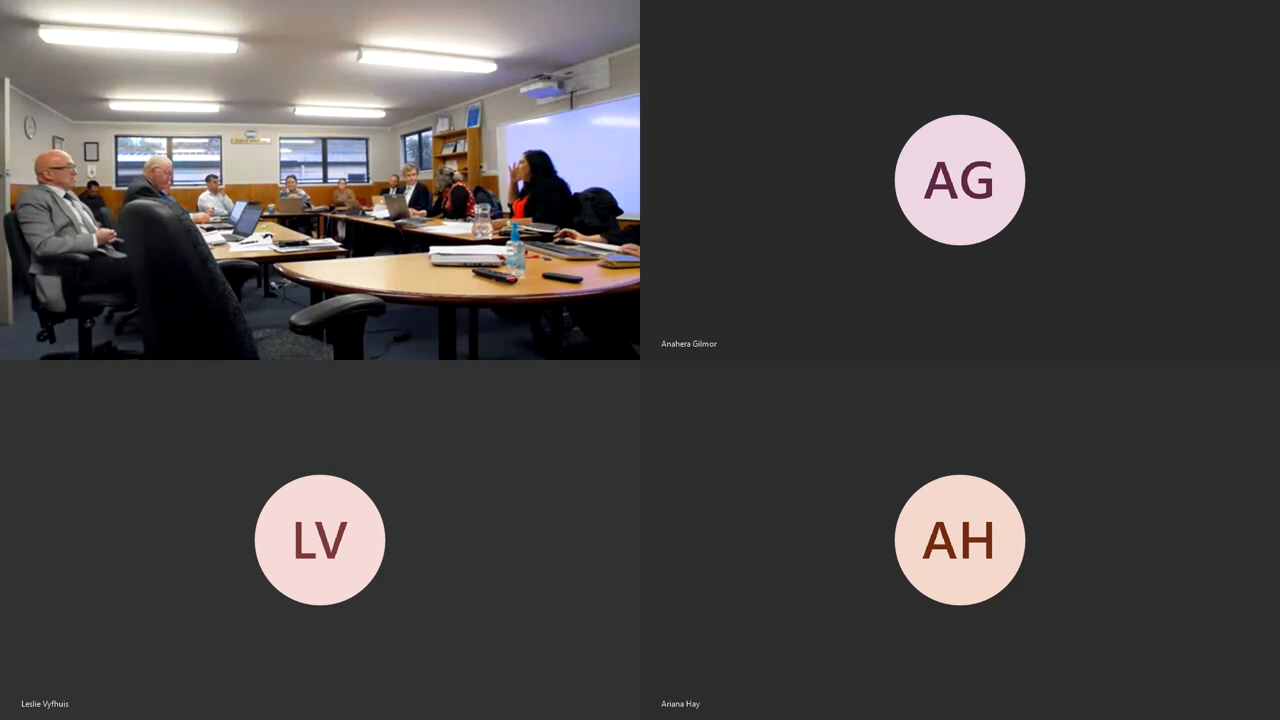 AG
Anahera Gilmor
LV
AH
Leslie Vyfhuis
Ariana Hay